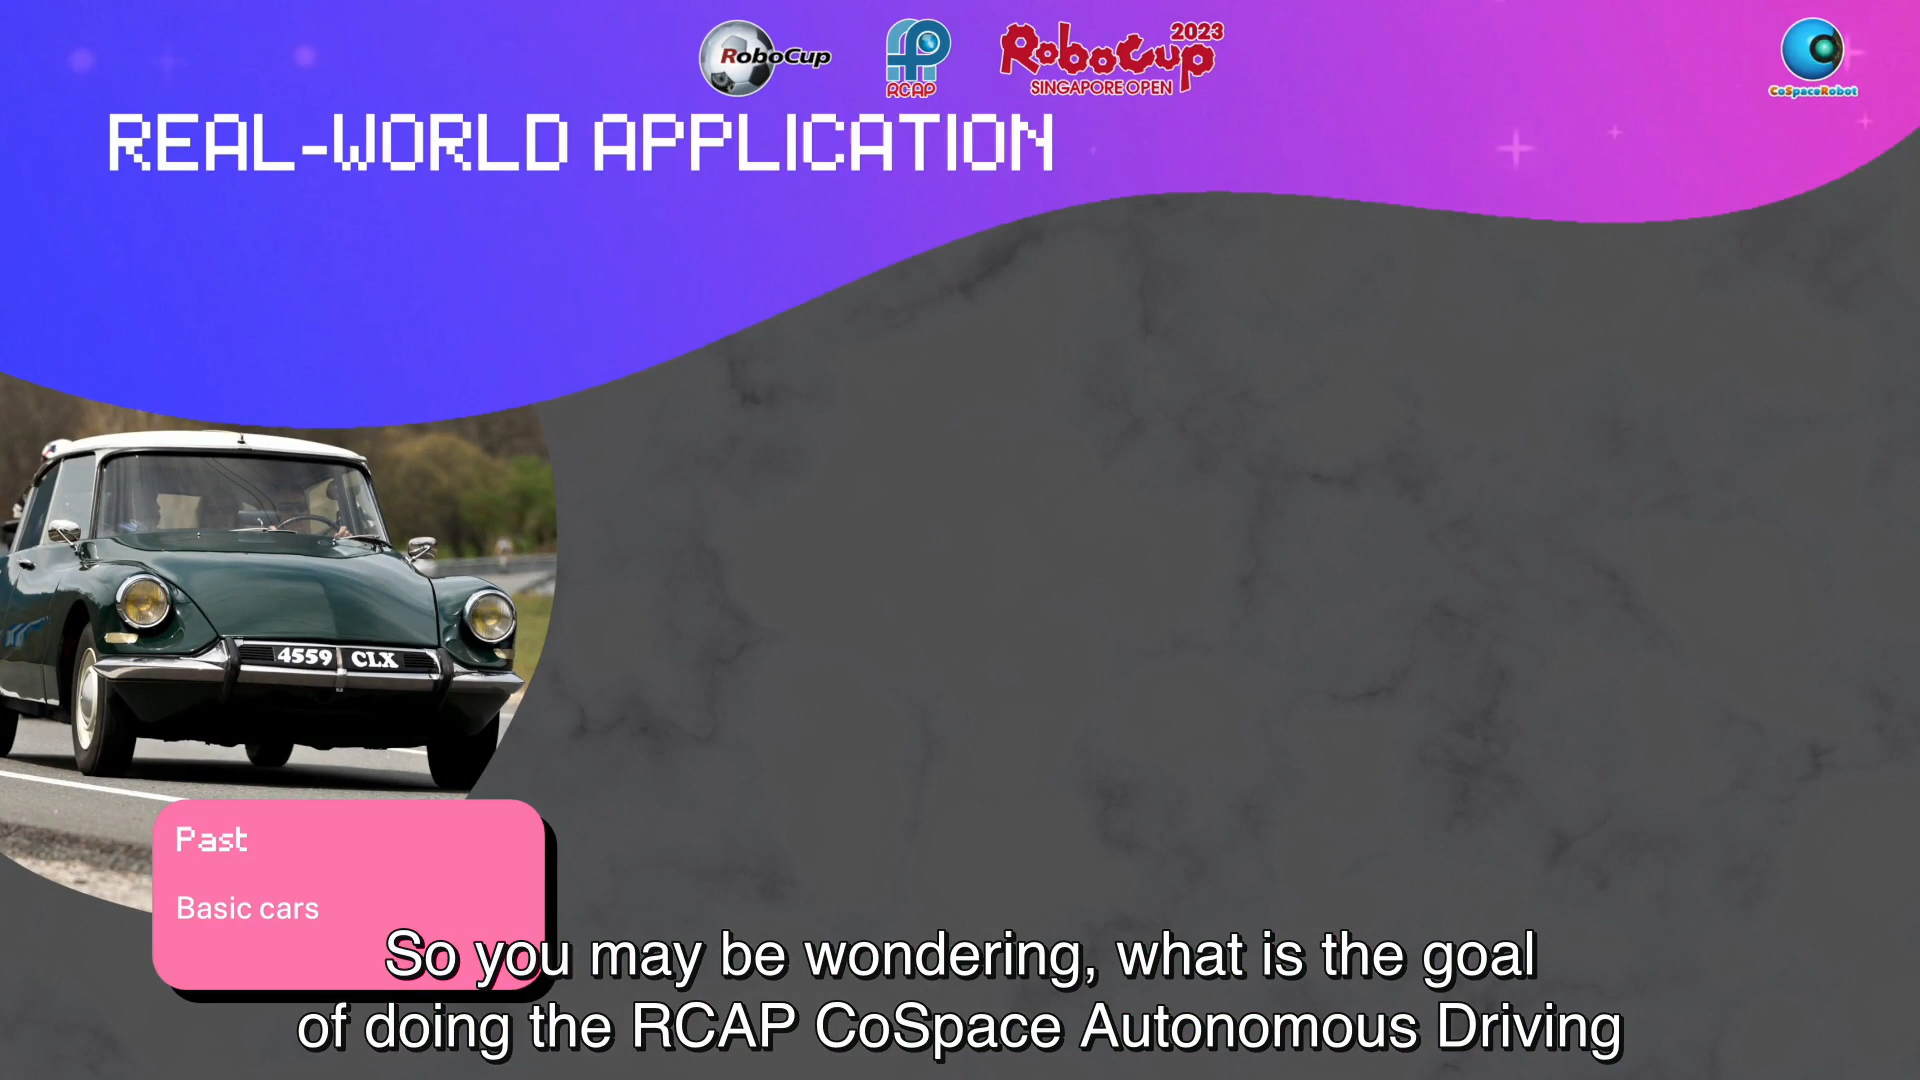 RoboCup
RCAP
RoboCup 2023
SINGAPORE OPEN
CoSpaceRobot
REAL-WORLD APPLICATION
4559 CLX
Past
Basic cars
So you may be wondering, what is the goal
of doing the RCAP CoSpace Autonomous Driving